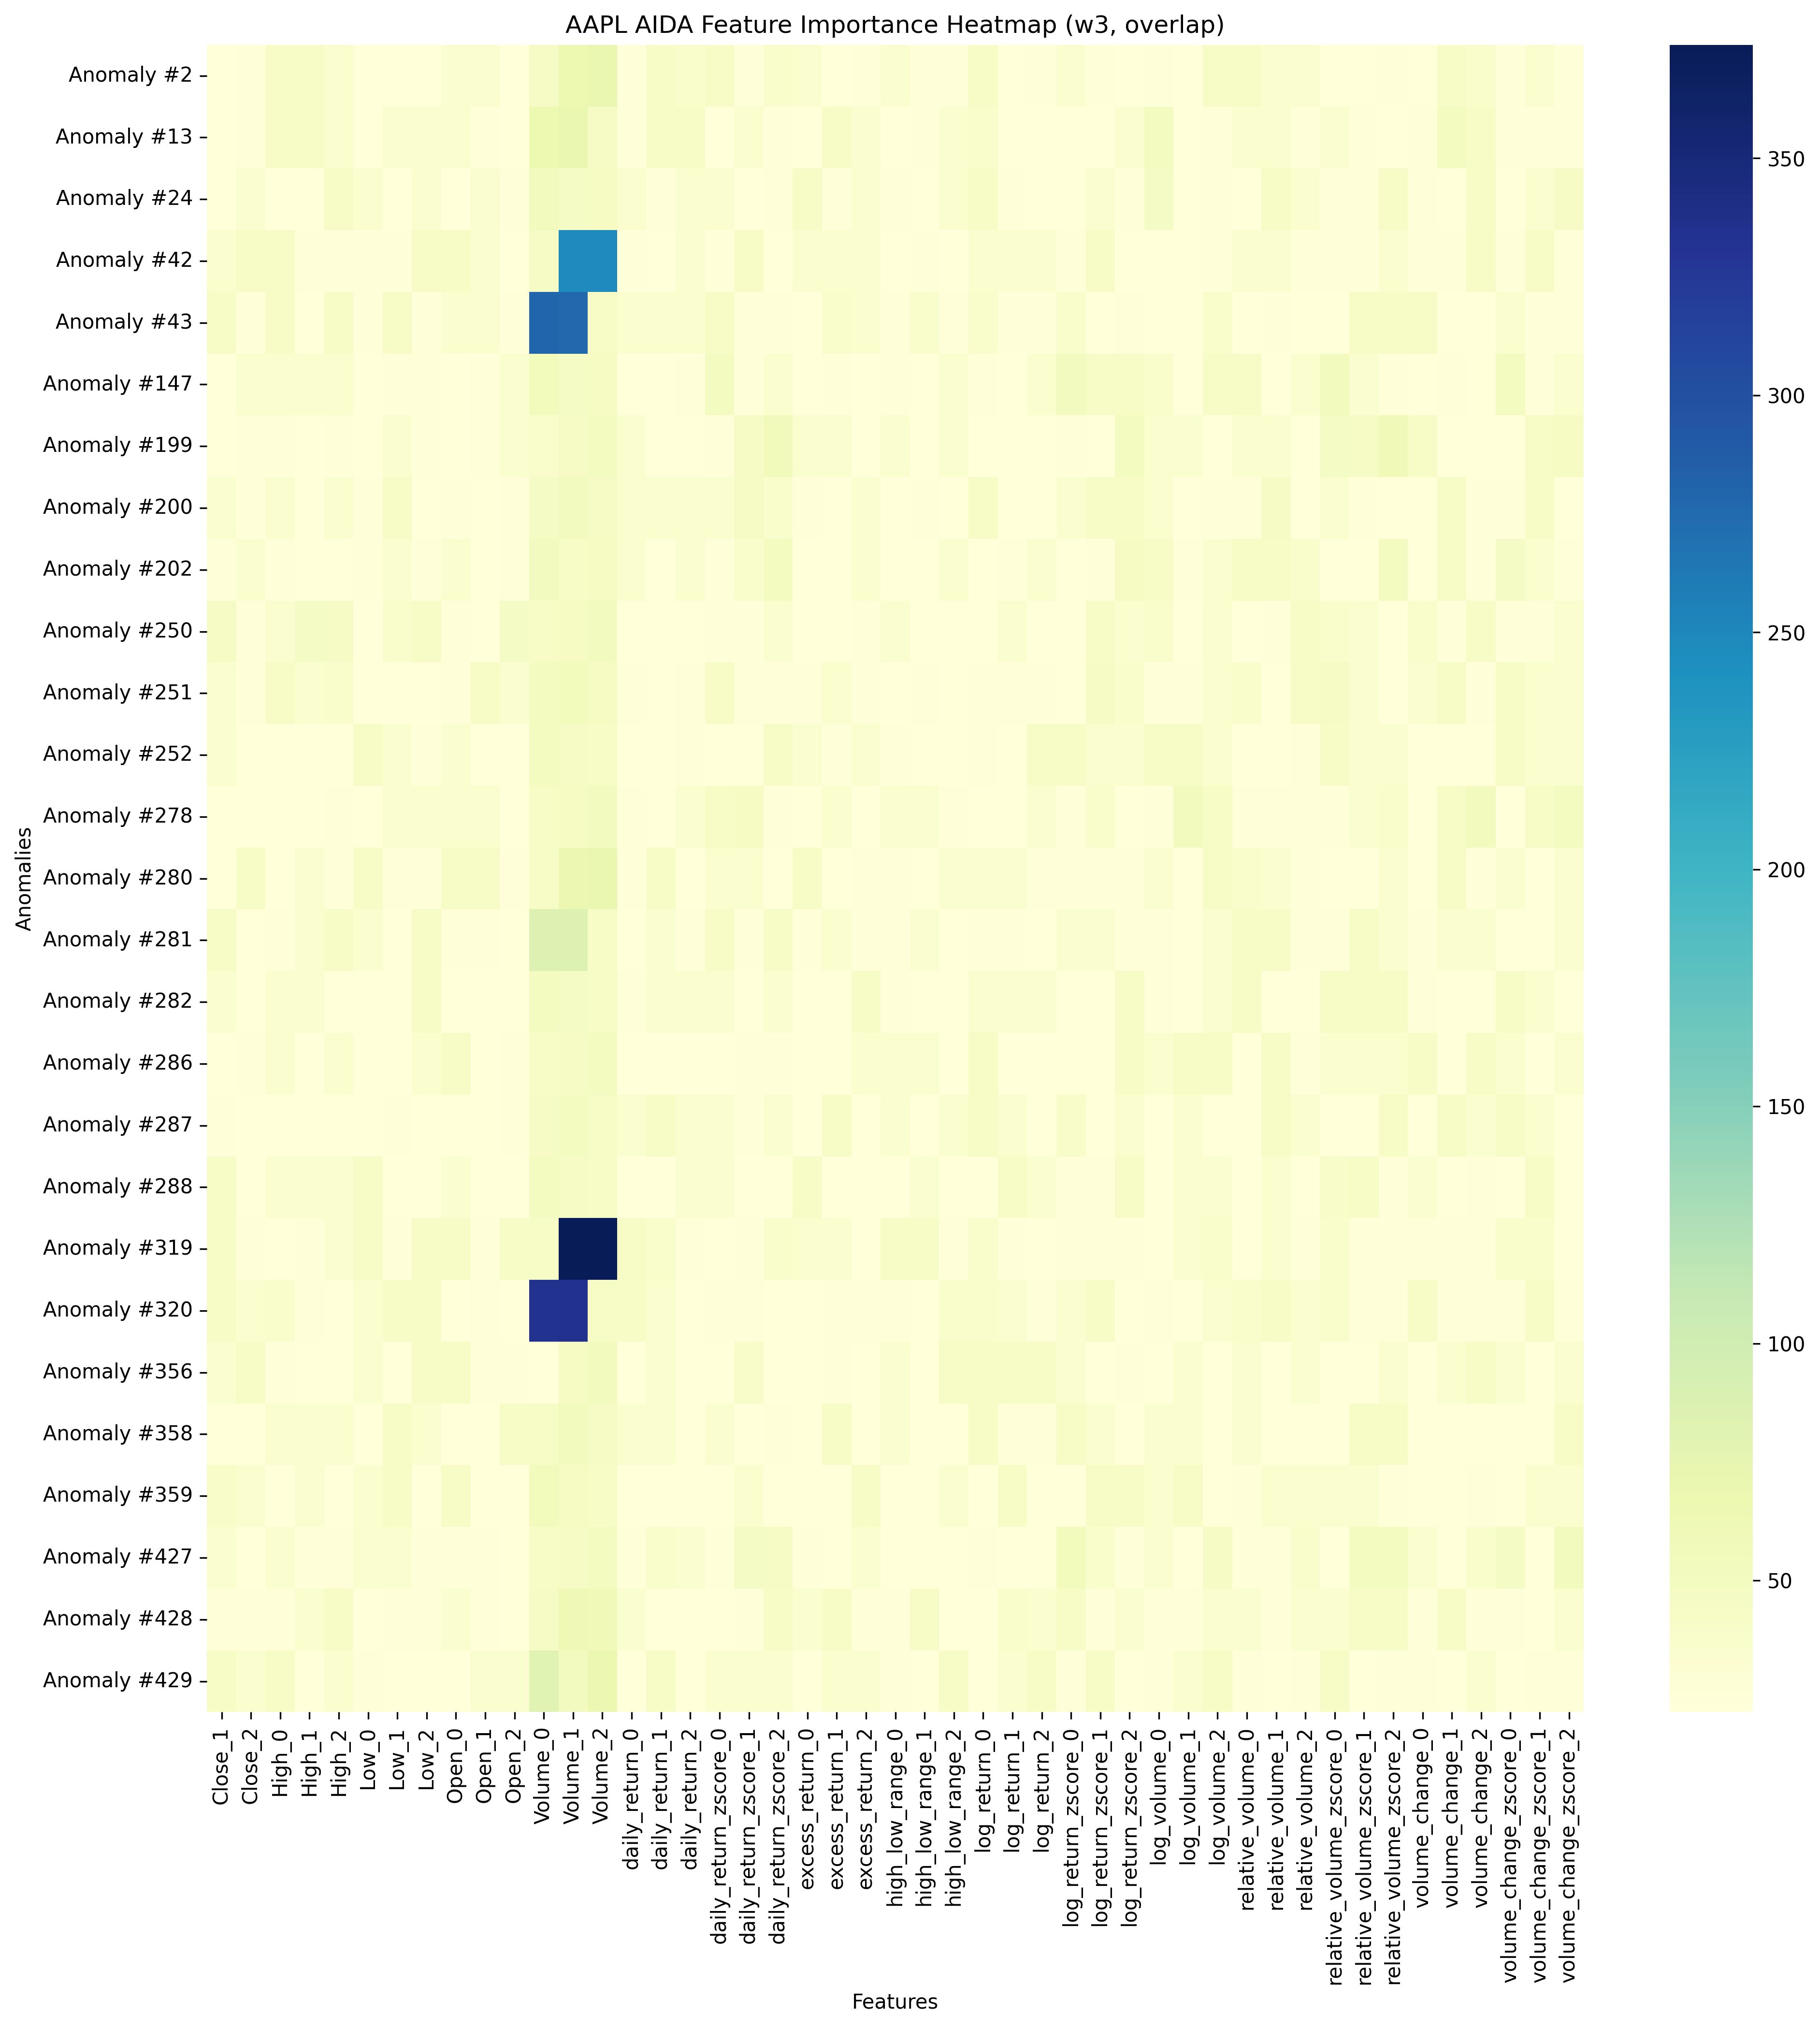 AAPL AIDA Feature Importance Heatmap (w3, overlap)
Anomalies
Anomaly #2
Anomaly #13
Anomaly #24
Anomaly #42
Anomaly #43
Anomaly #147
Anomaly #199
Anomaly #200
Anomaly #202
Anomaly #250
Anomaly #251
Anomaly #252
Anomaly #278
Anomaly #280
Anomaly #281
Anomaly #282
Anomaly #286
Anomaly #287
Anomaly #288
Anomaly #319
Anomaly #320
Anomaly #356
Anomaly #358
Anomaly #359
Anomaly #427
Anomaly #428
Anomaly #429
Close_1
Close_2
High_0
High_1
High_2
Low_0
Low_1
Low_2
Open_0
Open_1
Open_2
Volume_0
Volume_1
Volume_2
daily_return_0
daily_return_1
daily_return_2
daily_return_zscore_0
daily_return_zscore_1
daily_return_zscore_2
excess_return_0
excess_return_1
excess_return_2
high_low_range_0
high_low_range_1
high_low_range_2
log_return_0
log_return_1
log_return_2
log_return_zscore_0
log_return_zscore_1
log_return_zscore_2
log_volume_0
log_volume_1
log_volume_2
relative_volume_0
relative_volume_1
relative_volume_2
relative_volume_zscore_0
relative_volume_zscore_1
relative_volume_zscore_2
volume_change_0
volume_change_1
volume_change_2
volume_change_zscore_0
volume_change_zscore_1
volume_change_zscore_2
Features
350
300
250
200
150
100
50